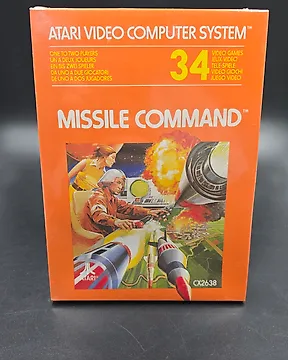 ATARI VIDEO COMPUTER SYSTEM™
ONE TO TWO PLAYERS
UN A DEUX JOUEURS
EIN BIS ZWEI SPIELER
DA UNO A DUE GIOCATORI
DE UNO A DOS JUGADORES
34
VIDEO GAMES
JEUX VIDEO
TELE-SPIELE
VIDEO GIOCHI
JUEGO VIDEO
MISSILE COMMAND™
ATARI
CX2638